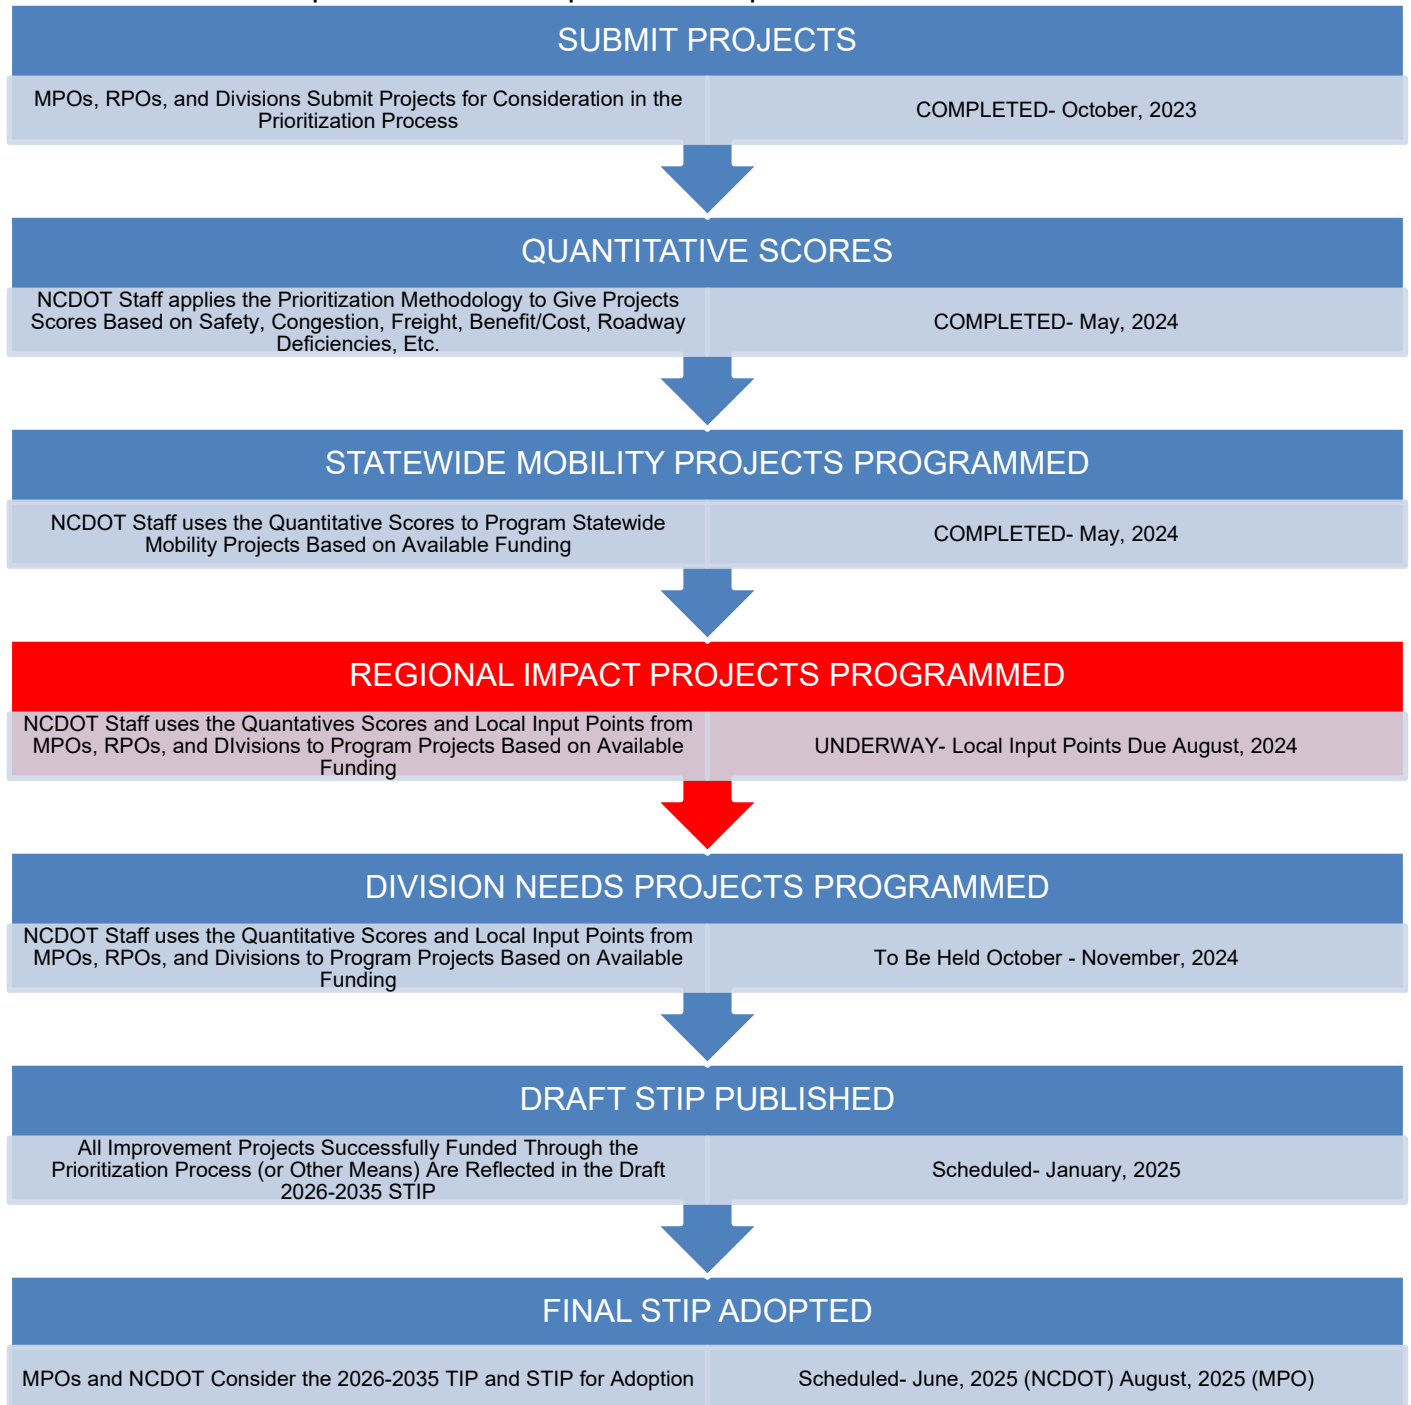 SUBMIT PROJECTS
MPOs, RPOs, and Divisions Submit Projects for Consideration in the
Prioritization Process
COMPLETED- October, 2023
QUANTITATIVE SCORES
NCDOT Staff applies the Prioritization Methodology to Give Projects
Scores Based on Safety, Congestion, Freight, Benefit/Cost, Roadway
Deficiencies, Etc.
COMPLETED- May, 2024
STATEWIDE MOBILITY PROJECTS PROGRAMMED
NCDOT Staff uses the Quantitative Scores to Program Statewide
Mobility Projects Based on Available Funding
COMPLETED- May, 2024
REGIONAL IMPACT PROJECTS PROGRAMMED
NCDOT Staff uses the Quantatives Scores and Local Input Points from
MPOs, RPOs, and DIvisions to Program Projects Based on Available
Funding
UNDERWAY- Local Input Points Due August, 2024
DIVISION NEEDS PROJECTS PROGRAMMED
NCDOT Staff uses the Quantitative Scores and Local Input Points from
MPOs, RPOs, and Divisions to Program Projects Based on Available
Funding
To Be Held October - November, 2024
DRAFT STIP PUBLISHED
All Improvement Projects Successfully Funded Through the
Prioritization Process (or Other Means) Are Reflected in the Draft
2026-2035 STIP
Scheduled- January, 2025
FINAL STIP ADOPTED
MPOs and NCDOT Consider the 2026-2035 TIP and STIP for Adoption
Scheduled- June, 2025 (NCDOT) August, 2025 (MPO)